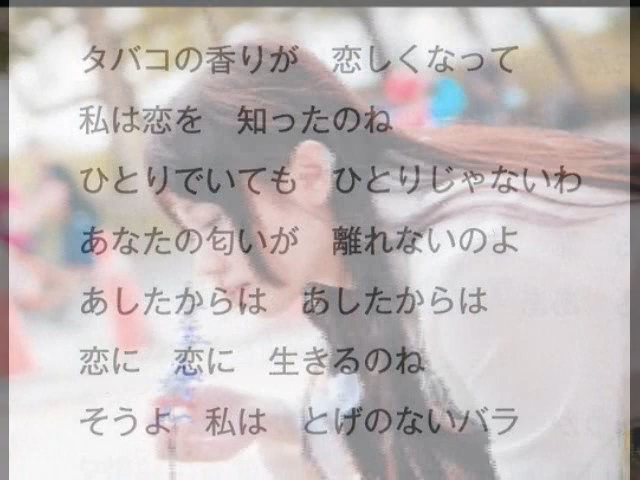 タバコの香りが　恋しくなって
私は恋を　知ったのね
ひとりでいても　ひとりじゃないわ
あなたの匂いが　離れないのよ
あしたからは　あしたからは
恋に　恋に　生きるのね
そうよ　私は　とげのないバラ